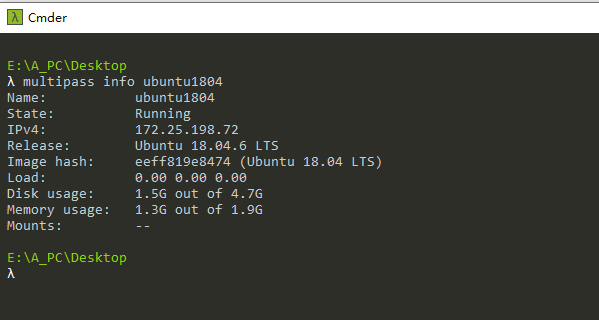 λ Cmder
E:\A_PC\Desktop
λ multipass info ubuntu1804
Name:           ubuntu1804
State:          Running
IPv4:           172.25.198.72
Release:        Ubuntu 18.04.6 LTS
Image hash:     eeff819e8474 (Ubuntu 18.04 LTS)
Load:           0.00 0.00 0.00
Disk usage:     1.5G out of 4.7G
Memory usage:   1.3G out of 1.9G
Mounts:         --
E:\A_PC\Desktop
λ